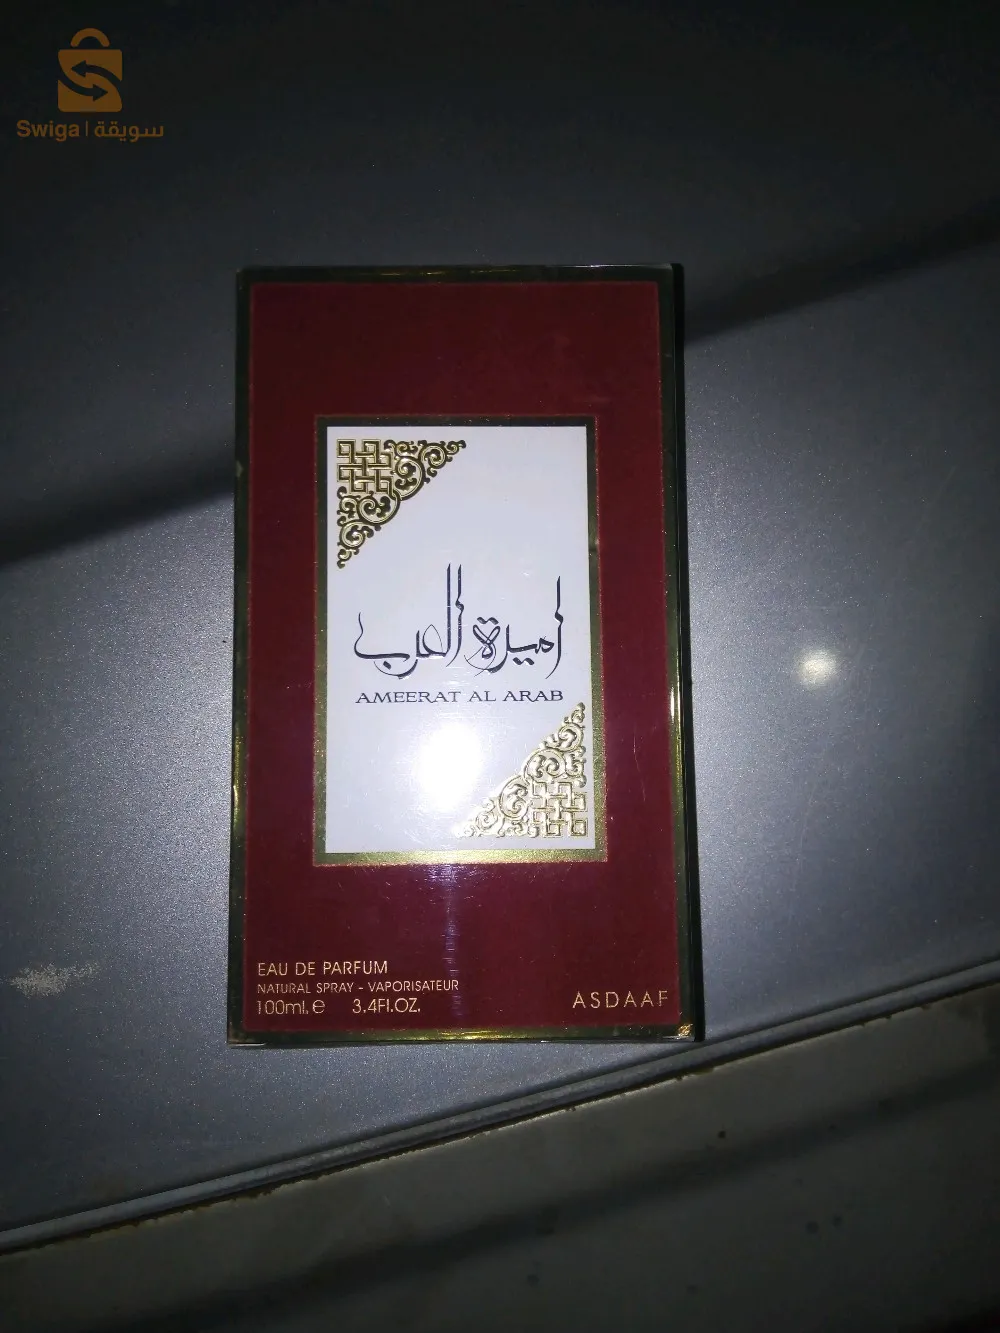 Swiga | سويقة
اميرة العرب
AMEERAT AL ARAB
EAU DE PARFUM
NATURAL SPRAY - VAPORISATEUR
100ml. e 3,4Fl.OZ.
ASDAAF